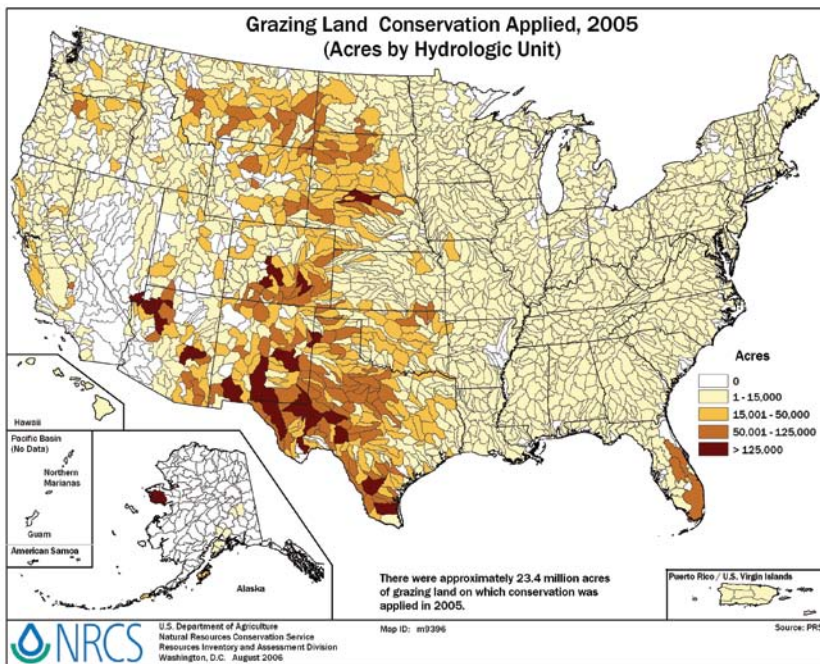 Grazing Land Conservation Applied, 2005
(Acres by Hydrologic Unit)
Acres
0
1 - 15,000
15,001 - 50,000
50,001 - 125,000
> 125,000
Hawaii
Pacific Basin
(No Data)
Northern
Marianas
Guam
American Samoa
Alaska
There were approximately 23.4 million acres
of grazing land on which conservation was
applied in 2005.
Puerto Rico / U.S. Virgin Islands
NRCS
U.S. Department of Agriculture
Natural Resources Conservation Service
Resources Inventory and Assessment Division
Washington, D.C. August 2006
Map ID: m9396
Source: PRS